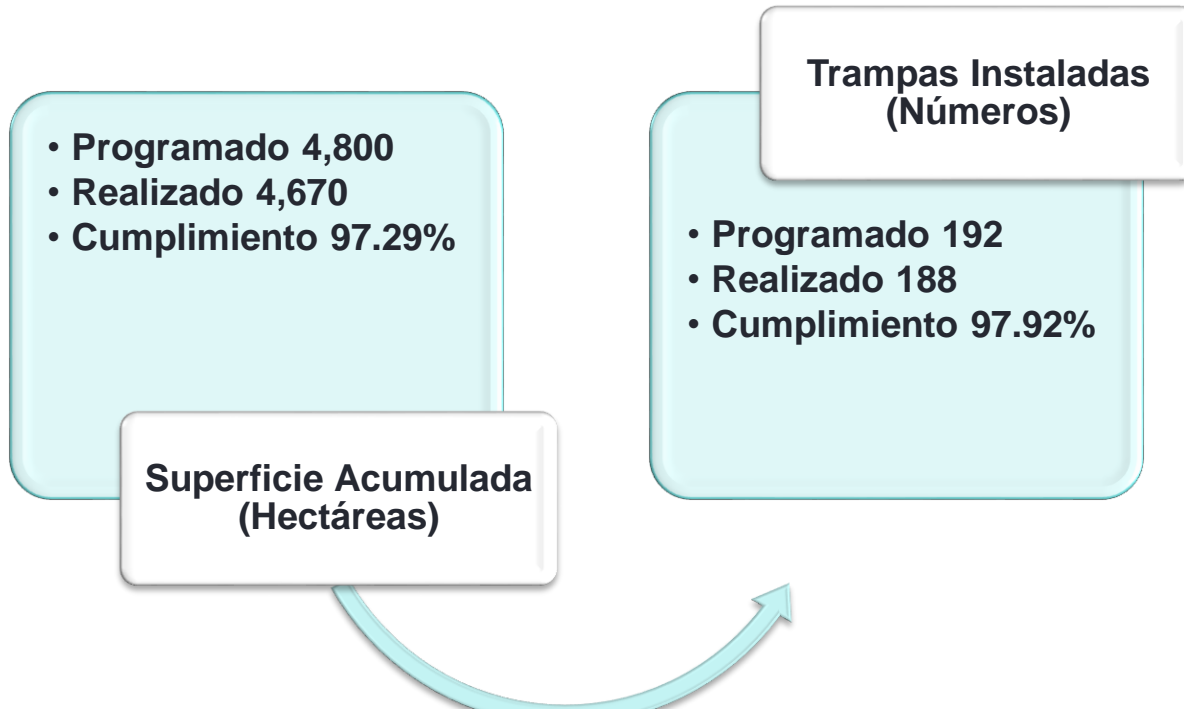 • Programado 4,800
• Realizado 4,670
• Cumplimiento 97.29%
Superficie Acumulada
(Hectáreas)
Trampas Instaladas
(Números)
• Programado 192
• Realizado 188
• Cumplimiento 97.92%